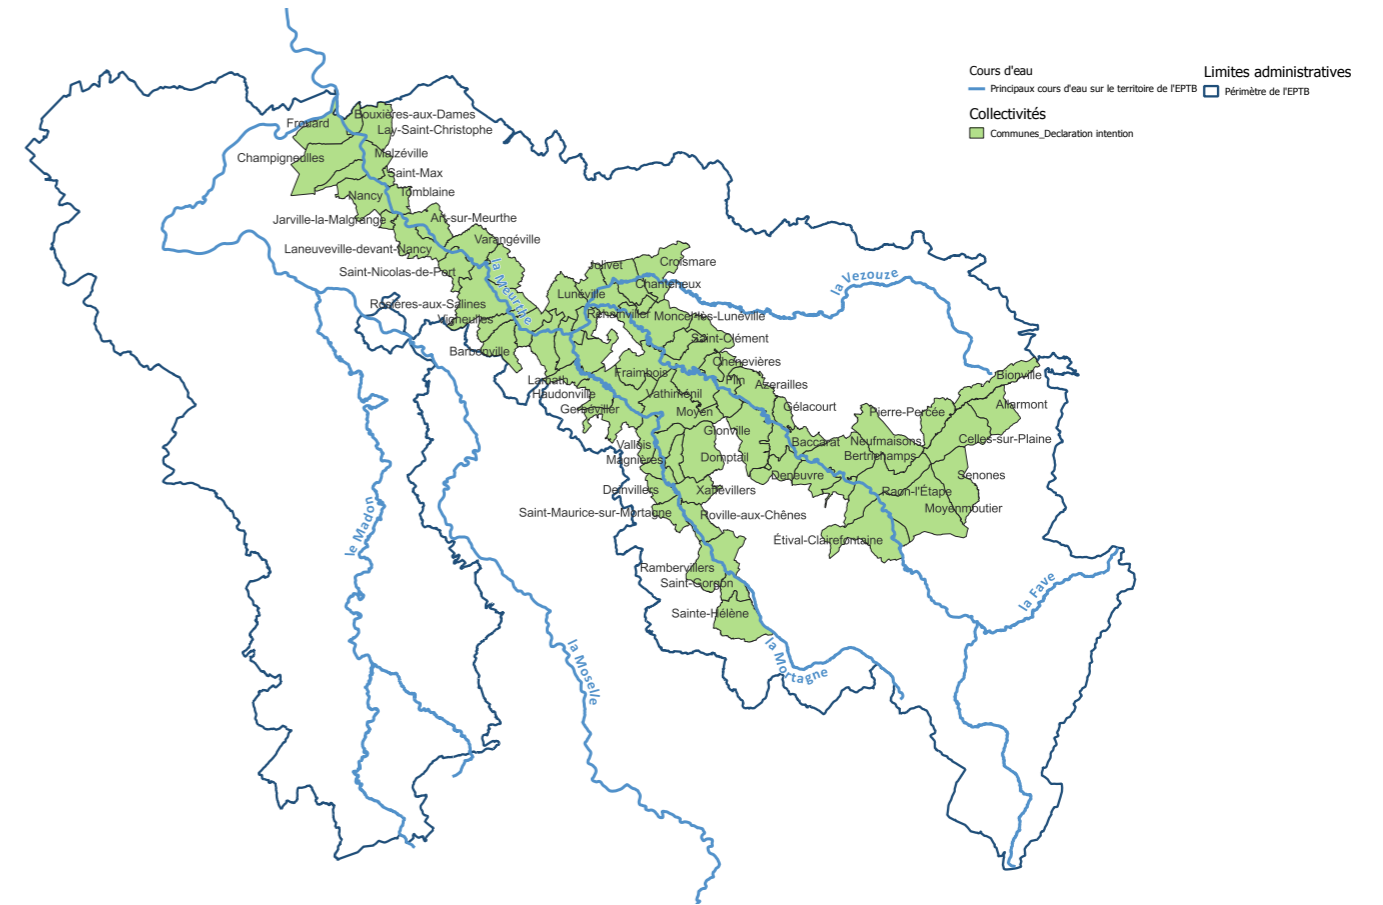 Cours d'eau
Principaux cours d'eau sur le territoire de l'EPTB
Collectivités
Communes_Declaration intention
Limites administratives
Périmètre de l'EPTB
Bouxières-aux-Dames
Frouard
Lay-Saint-Christophe
Malzéville
Champigneulles
Saint-Max
Nancy
Tomblaine
Jarville-la-Malgrange
Art-sur-Meurthe
Varangéville
Laneuveville-devant-Nancy
Saint-Nicolas-de-Port
la Meurthe
Jolivet
Croismare
Chanteheux
la Vezouze
Lunéville
Rosières-aux-Salines
Vigneulles
Rehainviller
Moncel-lès-Lunéville
Saint-Clément
Barbonville
Chenevières
Fraimbois
Flin
Azerailles
Bionville
Lamath
Haudonville
Vathiménil
Gerbéviller
Moyen
Gélacourt
Pierre-Percée
Allarmont
Glonville
Vallois
Magnières
Domptail
Baccarat
Neufmaisons
Celles-sur-Plaine
Bertrichamps
Deneuvre
Senones
Deinvillers
Xaffévillers
Raon-l'Étape
Moyenmoutier
Saint-Maurice-sur-Mortagne
Roville-aux-Chênes
Étival-Clairefontaine
le Madon
Rambervillers
Saint-Gorgon
Sainte-Hélène
la Fave
la Moselle
la Mortagne